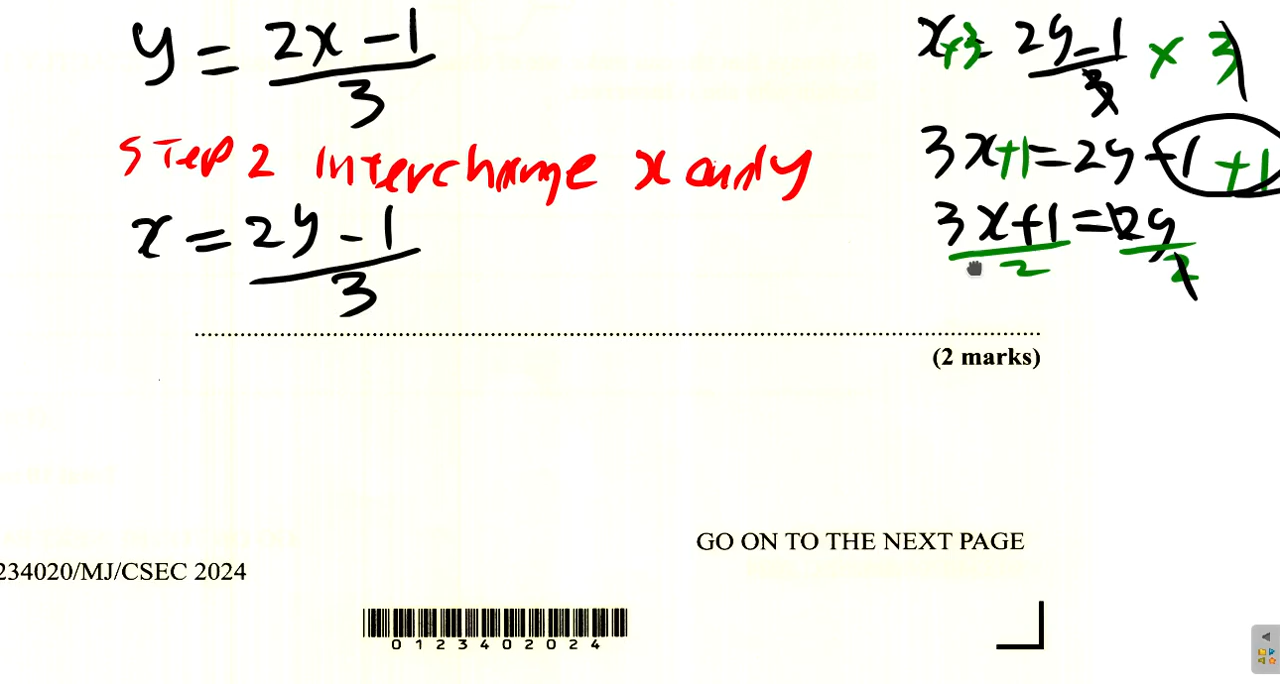 y = 2x - 1 / 3
STep 2 Interchange x and y
x = 2y - 1 / 3
x × 3 = 2y - 1 / 3 × 3
3x + 1 = 2y - 1 + 1
3x + 1 / 2 = 2y / 2
(2 marks)
GO ON TO THE NEXT PAGE
234020/MJ/CSEC 2024
0 1 2 3 4 0 2 0 2 4